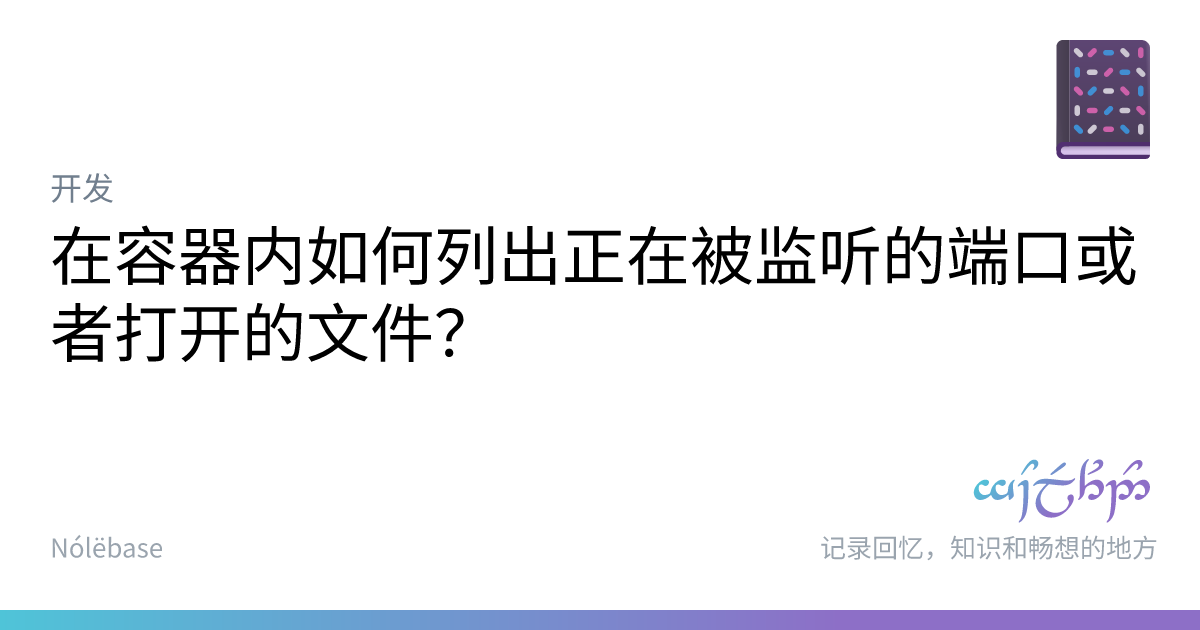 开发
在容器内如何列出正在被监听的端口或
者打开的文件？
Nólëbase
记录回忆，知识和畅想的地方